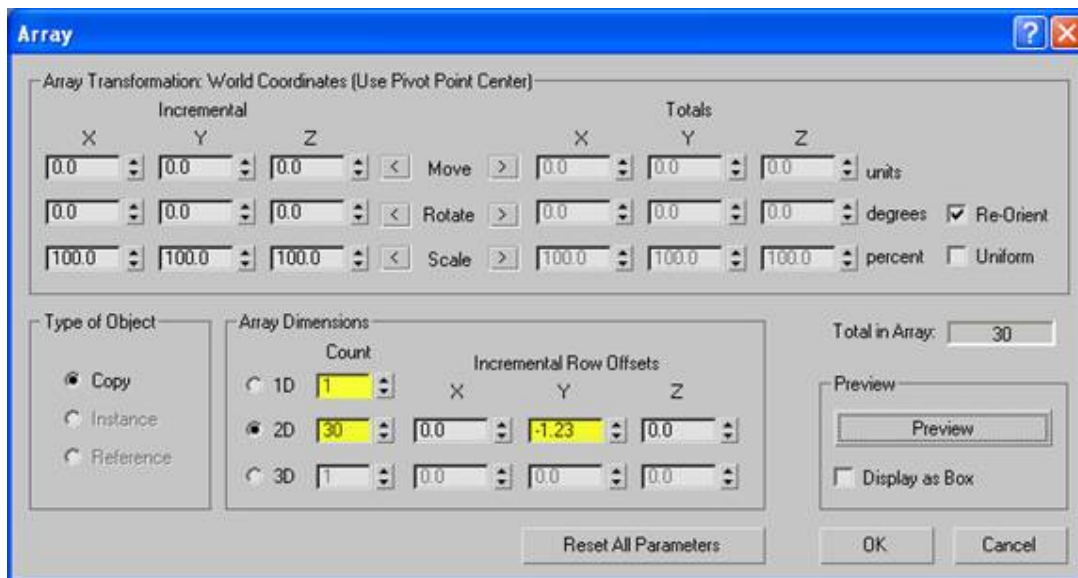 Array
Array Transformation: World Coordinates (Use Pivot Point Center)
Incremental Totals
X Y Z X Y Z
0.0 0.0 0.0 < Move > 0.0 0.0 0.0 units
0.0 0.0 0.0 < Rotate > 0.0 0.0 0.0 degrees Re-Orient
100.0 100.0 100.0 < Scale > 100.0 100.0 100.0 percent Uniform
Type of Object
Copy
Instance
Reference
Array Dimensions
Count
Incremental Row Offsets
1D 1 X Y Z
2D 30 0.0 -1.23 0.0
3D 1 0.0 0.0 0.0
Total in Array: 30
Preview
Preview
Display as Box
Reset All Parameters OK Cancel